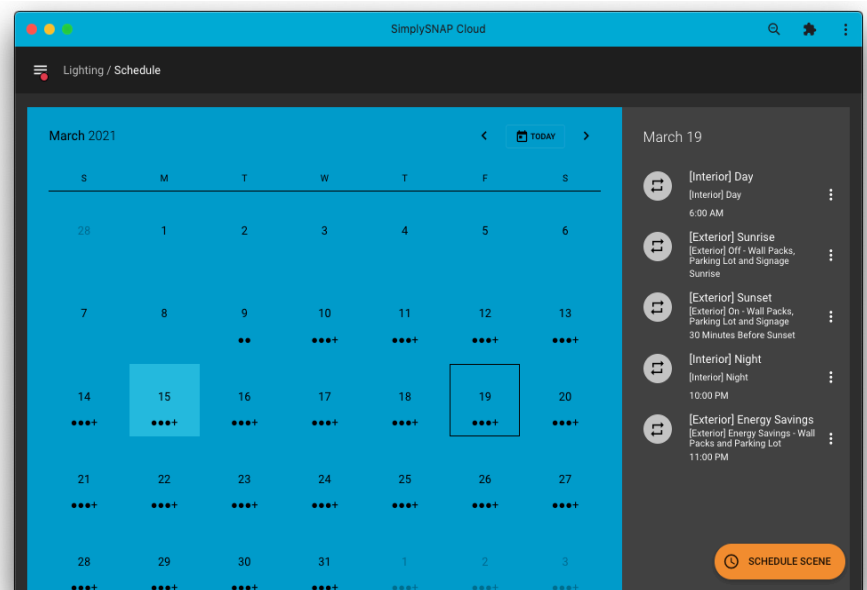 SimplySNAP Cloud
Lighting / Schedule
March 2021
TODAY
S M T W T F S
28 1 2 3 4 5 6
7 8 9 10 11 12 13
14 15 16 17 18 19 20
21 22 23 24 25 26 27
28 29 30 31 1 2 3
March 19
[Interior] Day
[Interior] Day
6:00 AM
[Exterior] Sunrise
[Exterior] Off - Wall Packs,
Parking Lot and Signage
Sunrise
[Exterior] Sunset
[Exterior] On - Wall Packs,
Parking Lot and Signage
30 Minutes Before Sunset
[Interior] Night
[Interior] Night
10:00 PM
[Exterior] Energy Savings
[Exterior] Energy Savings - Wall
Packs and Parking Lot
11:00 PM
SCHEDULE SCENE